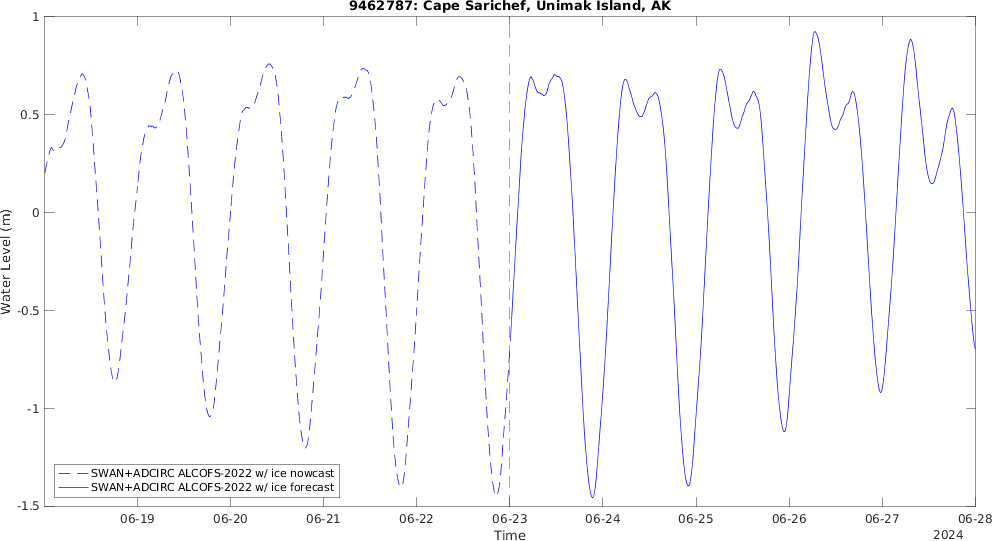 9462787: Cape Sarichef, Unimak Island, AK
1
0.5
0
-0.5
-1
-1.5
Water Level (m)
SWAN+ADCIRC ALCOFS-2022 w/ ice nowcast
SWAN+ADCIRC ALCOFS-2022 w/ ice forecast
06-19 06-20 06-21 06-22 06-23 06-24 06-25 06-26 06-27 06-28
Time
2024